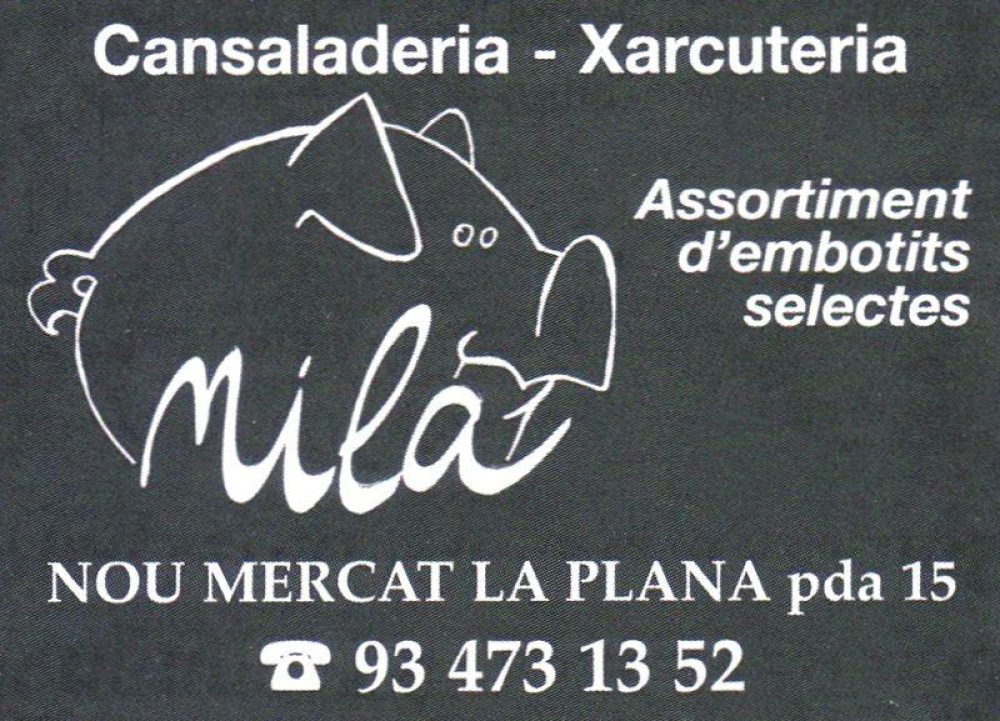 Cansaladeria - Xarcuteria
Assortiment
d'embotits
selectes
Milà
NOU MERCAT LA PLANA pda 15
☎ 93 473 13 52